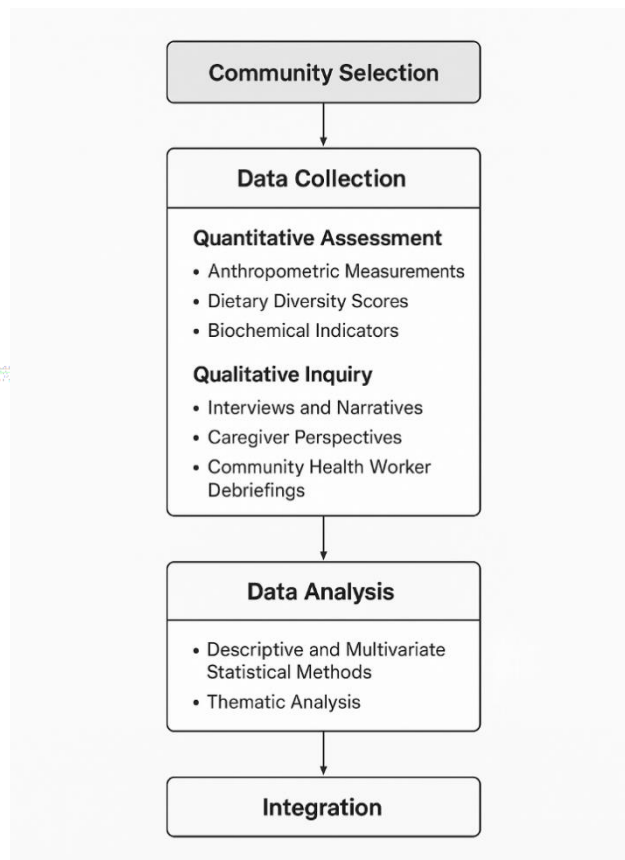 Community Selection
Data Collection
Quantitative Assessment
• Anthropometric Measurements
• Dietary Diversity Scores
• Biochemical Indicators
Qualitative Inquiry
• Interviews and Narratives
• Caregiver Perspectives
• Community Health Worker
Debriefings
Data Analysis
• Descriptive and Multivariate
Statistical Methods
• Thematic Analysis
Integration